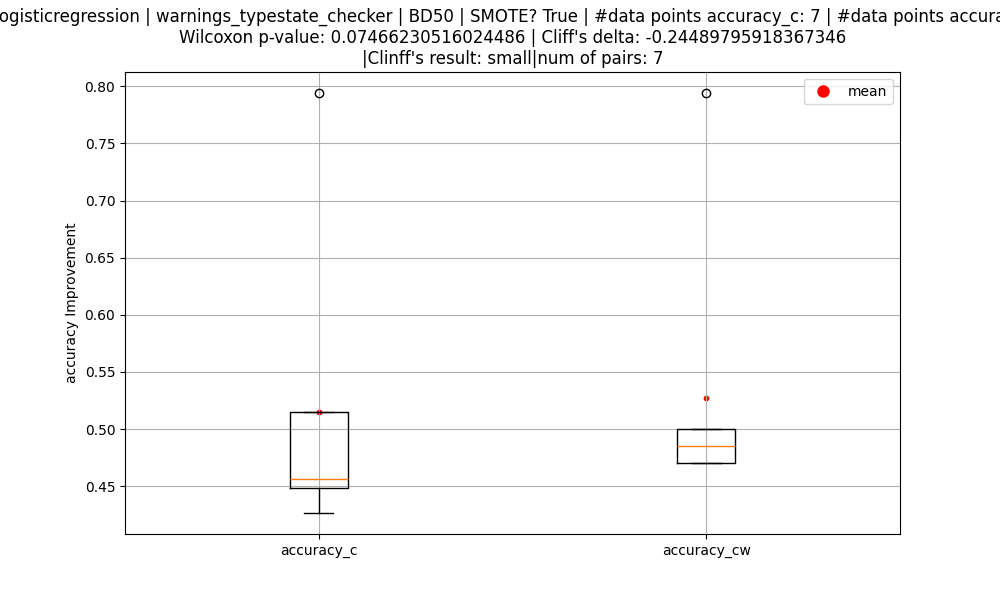 ogisticregression | warnings_typestate_checker | BD50 | SMOTE? True | #data points accuracy_c: 7 | #data points accura
Wilcoxon p-value: 0.07466230516024486 | Cliff's delta: -0.24489795918367346
|Clinff's result: small|num of pairs: 7
mean
0.80
0.75
0.70
0.65
0.60
0.55
0.50
0.45
accuracy Improvement
accuracy_c
accuracy_cw